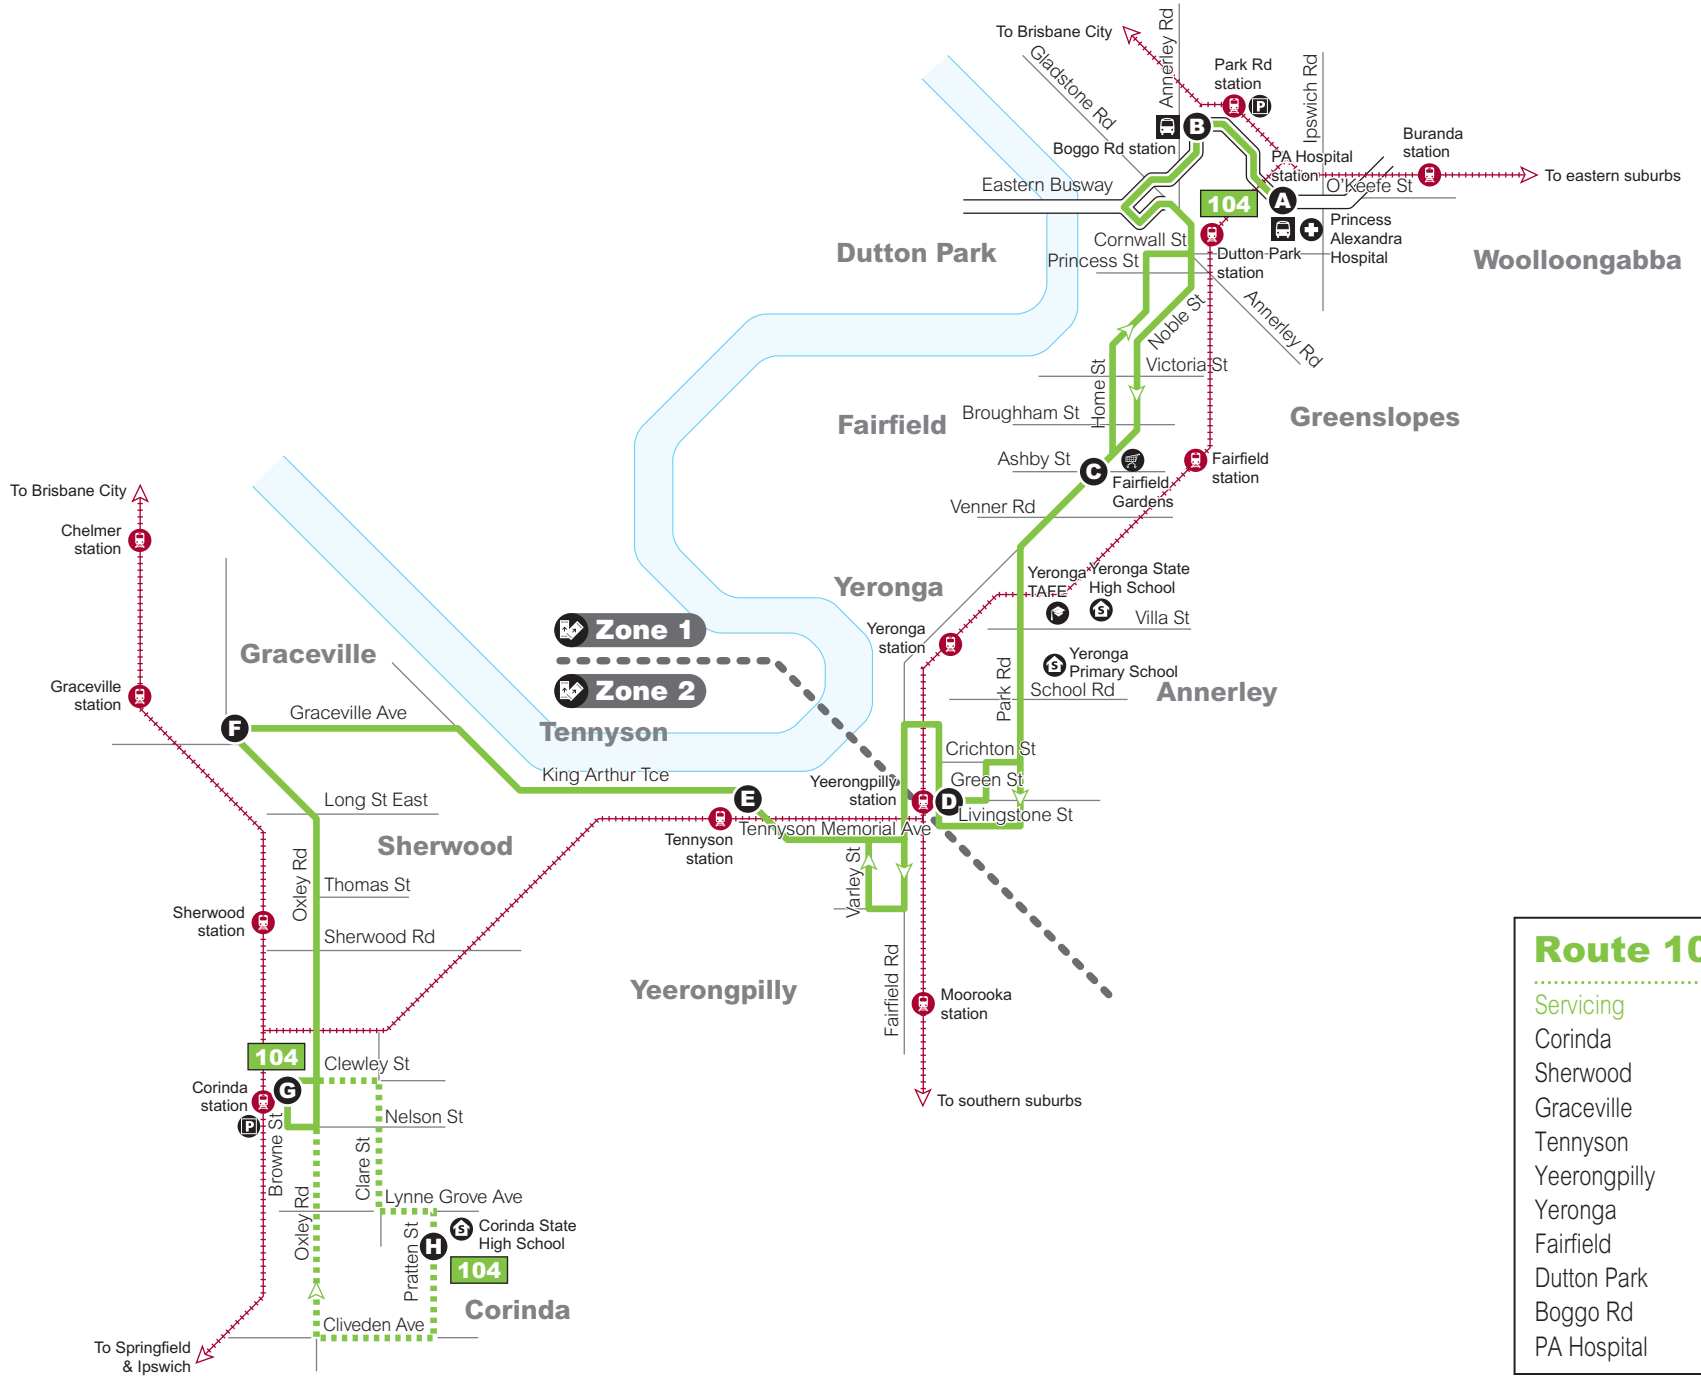 To Brisbane City
Annerley Rd
Gladstone Rd
Park Rd
station
P
Ipswich Rd
Buranda
station
B
Boggo Rd station
PA Hospital
station
To eastern suburbs
Eastern Busway
O'Keefe St
104
A
Princess
Alexandra
Hospital
Dutton Park
Cornwall St
Princess St
Dutton Park
station
Woolloongabba
Noble St
Annerley Rd
Home St
Victoria St
Fairfield
Broughham St
Greenslopes
Ashby St
C
Fairfield
Gardens
Fairfield
station
Venner Rd
To Brisbane City
Chelmer
station
Yeronga
Yeronga
TAFE
Yeronga State
High School
S
Villa St
Zone 1
Zone 2
Yeronga
station
S
Yeronga
Primary School
School Rd
Park Rd
Annerley
Graceville
Graceville
station
F
Graceville Ave
Tennyson
King Arthur Tce
E
Crichton St
Green St
Yeerongpilly
station
D
Livingstone St
Tennyson Memorial Ave
Tennyson
station
Varley St
Long St East
Sherwood
Oxley Rd
Thomas St
Sherwood
station
Sherwood Rd
Yeerongpilly
Fairfield Rd
Moorooka
station
To southern suburbs
104
Clewley St
Corinda
station
G
P
Nelson St
Browne St
Clare St
Lynne Grove Ave
Oxley Rd
Pratten St
S
Corinda State
High School
H
104
Corinda
Cliveden Ave
To Springfield
& Ipswich
Route 10
Servicing
Corinda
Sherwood
Graceville
Tennyson
Yeerongpilly
Yeronga
Fairfield
Dutton Park
Boggo Rd
PA Hospital